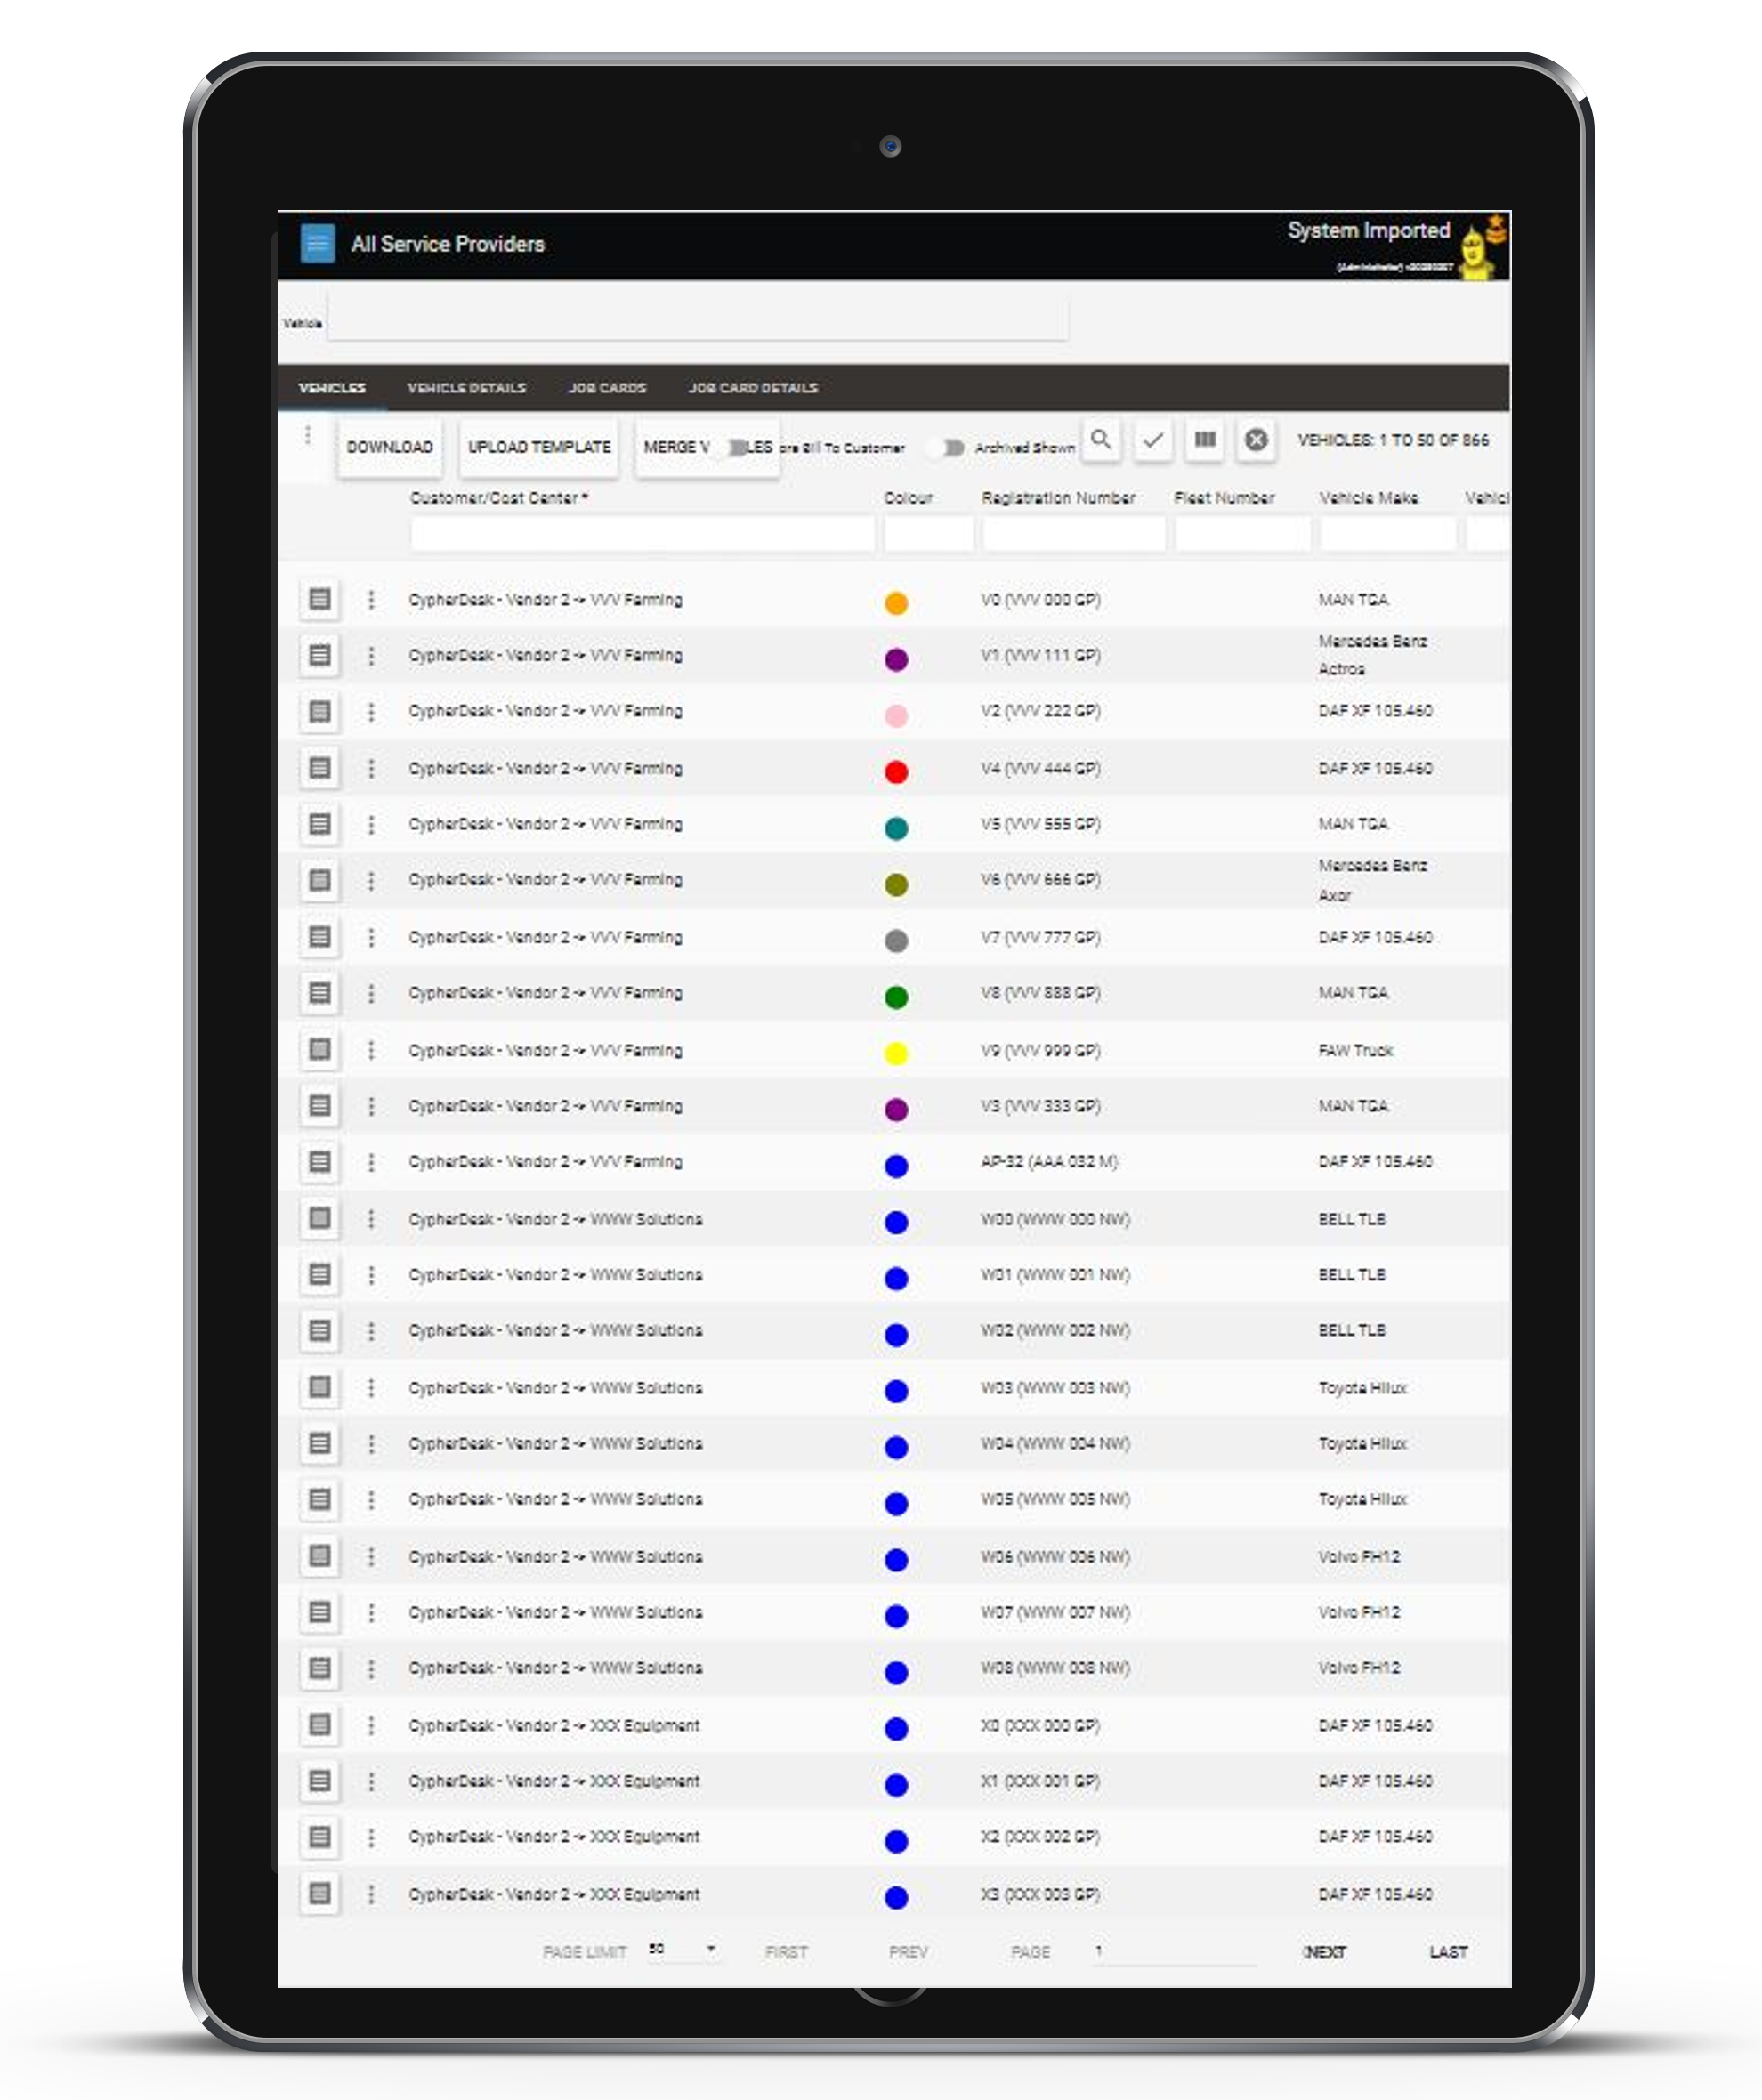 All Service Providers
System Imported
Vehicle
VEHICLES VEHICLE DETAILS JOB CARDS JOB CARD DETAILS
DOWNLOAD UPLOAD TEMPLATE MERGE V LES ore Bill To Customer Archived Shown VEHICLES: 1 TO 50 OF 866
Customer/Cost Center * Colour Registration Number Fleet Number Vehicle Make Vehicl
CypherDesk - Vendor 2 -> VVV Farming V0 (VVV 000 GP) MAN TGA
CypherDesk - Vendor 2 -> VVV Farming V1 (VVV 111 GP) Mercedes Benz
Actros
CypherDesk - Vendor 2 -> VVV Farming V2 (VVV 222 GP) DAF XF 105.460
CypherDesk - Vendor 2 -> VVV Farming V4 (VVV 444 GP) DAF XF 105.460
CypherDesk - Vendor 2 -> VVV Farming V5 (VVV 555 GP) MAN TGA
CypherDesk - Vendor 2 -> VVV Farming V6 (VVV 666 GP) Mercedes Benz
Axor
CypherDesk - Vendor 2 -> VVV Farming V7 (VVV 777 GP) DAF XF 105.460
CypherDesk - Vendor 2 -> VVV Farming V8 (VVV 888 GP) MAN TGA
CypherDesk - Vendor 2 -> VVV Farming V9 (VVV 999 GP) FAW Truck
CypherDesk - Vendor 2 -> VVV Farming V3 (VVV 333 GP) MAN TGA
CypherDesk - Vendor 2 -> VVV Farming AP-32 (AAA 032 M) DAF XF 105.460
CypherDesk - Vendor 2 -> WWW Solutions W00 (WWW 000 NW) BELL TLB
CypherDesk - Vendor 2 -> WWW Solutions W01 (WWW 001 NW) BELL TLB
CypherDesk - Vendor 2 -> WWW Solutions W02 (WWW 002 NW) BELL TLB
CypherDesk - Vendor 2 -> WWW Solutions W03 (WWW 003 NW) Toyota Hilux
CypherDesk - Vendor 2 -> WWW Solutions W04 (WWW 004 NW) Toyota Hilux
CypherDesk - Vendor 2 -> WWW Solutions W05 (WWW 005 NW) Toyota Hilux
CypherDesk - Vendor 2 -> WWW Solutions W06 (WWW 006 NW) Volvo FH12
CypherDesk - Vendor 2 -> WWW Solutions W07 (WWW 007 NW) Volvo FH12
CypherDesk - Vendor 2 -> WWW Solutions W08 (WWW 008 NW) Volvo FH12
CypherDesk - Vendor 2 -> XXX Equipment X0 (XXX 000 GP) DAF XF 105.460
CypherDesk - Vendor 2 -> XXX Equipment X1 (XXX 001 GP) DAF XF 105.460
CypherDesk - Vendor 2 -> XXX Equipment X2 (XXX 002 GP) DAF XF 105.460
CypherDesk - Vendor 2 -> XXX Equipment X3 (XXX 003 GP) DAF XF 105.460
PAGE LIMIT 50 FIRST PREV PAGE 1 NEXT LAST